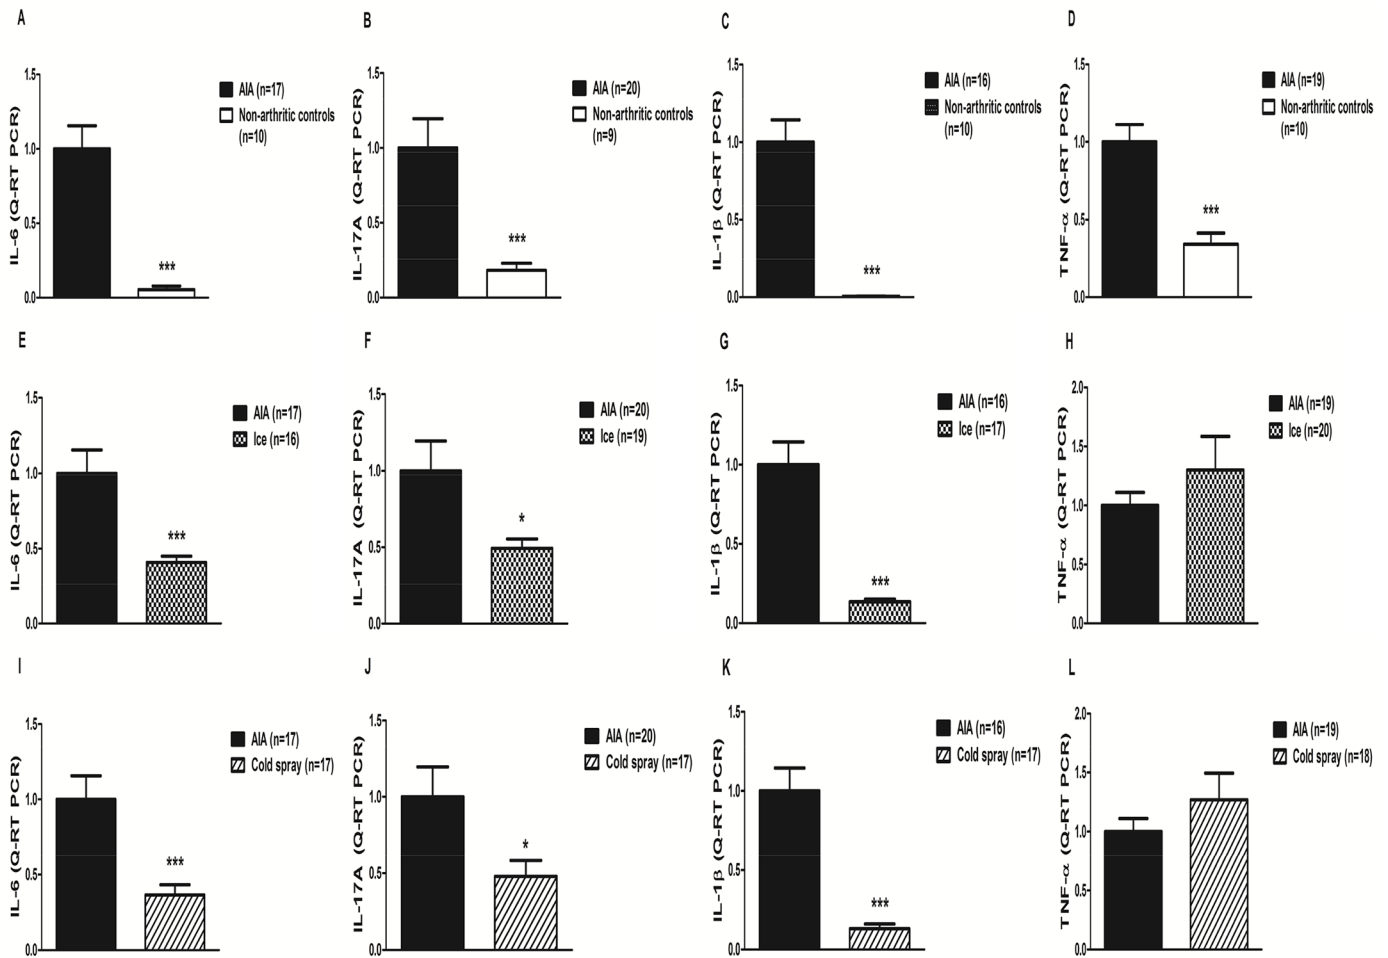 A
IL-6 (Q-RT PCR)
1.5
1.0
0.5
0.0
***
AIA (n=17)
Non-arthritic controls
(n=10)
B
IL-17A (Q-RT PCR)
1.5
1.0
0.5
0.0
***
AIA (n=20)
Non-arthritic controls
(n=9)
C
IL-1β (Q-RT PCR)
1.5
1.0
0.5
0.0
***
AIA (n=16)
Non-arthritic controls
(n=10)
D
TNF-α (Q-RT PCR)
1.5
1.0
0.5
0.0
***
AIA (n=19)
Non-arthritic controls
(n=10)
E
IL-6 (Q-RT PCR)
1.5
1.0
0.5
0.0
***
AIA (n=17)
Ice (n=16)
F
IL-17A (Q-RT PCR)
1.5
1.0
0.5
0.0
*
AIA (n=20)
Ice (n=19)
G
IL-1β (Q-RT PCR)
1.5
1.0
0.5
0.0
***
AIA (n=16)
Ice (n=17)
H
TNF-α (Q-RT PCR)
2.0
1.5
1.0
0.5
0.0
AIA (n=19)
Ice (n=20)
I
IL-6 (Q-RT PCR)
1.5
1.0
0.5
0.0
***
AIA (n=17)
Cold spray (n=17)
J
IL-17A (Q-RT PCR)
1.5
1.0
0.5
0.0
*
AIA (n=20)
Cold spray (n=17)
K
IL-1β (Q-RT PCR)
1.5
1.0
0.5
0.0
***
AIA (n=16)
Cold spray (n=17)
L
TNF-α (Q-RT PCR)
2.0
1.5
1.0
0.5
0.0
AIA (n=19)
Cold spray (n=18)